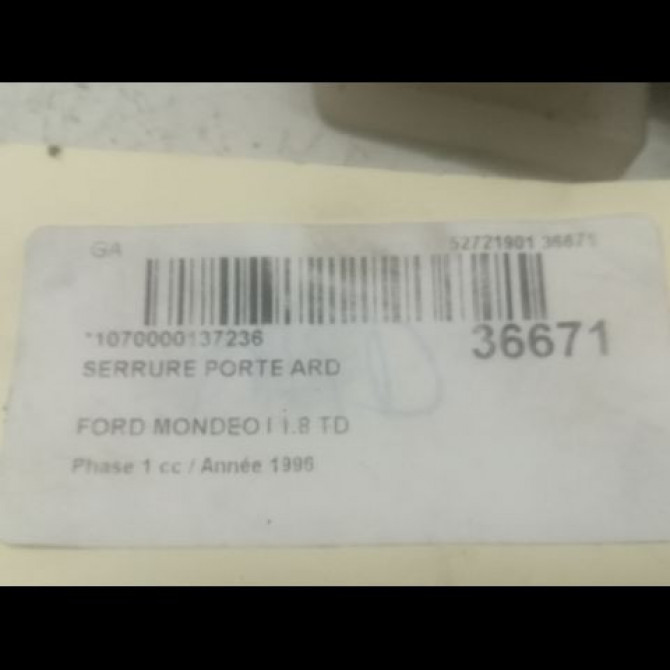 GA 52721901 36671
*1070000137236 36671
SERRURE PORTE ARD
FORD MONDEO I 1.8 TD
Phase 1 cc / Année 1996